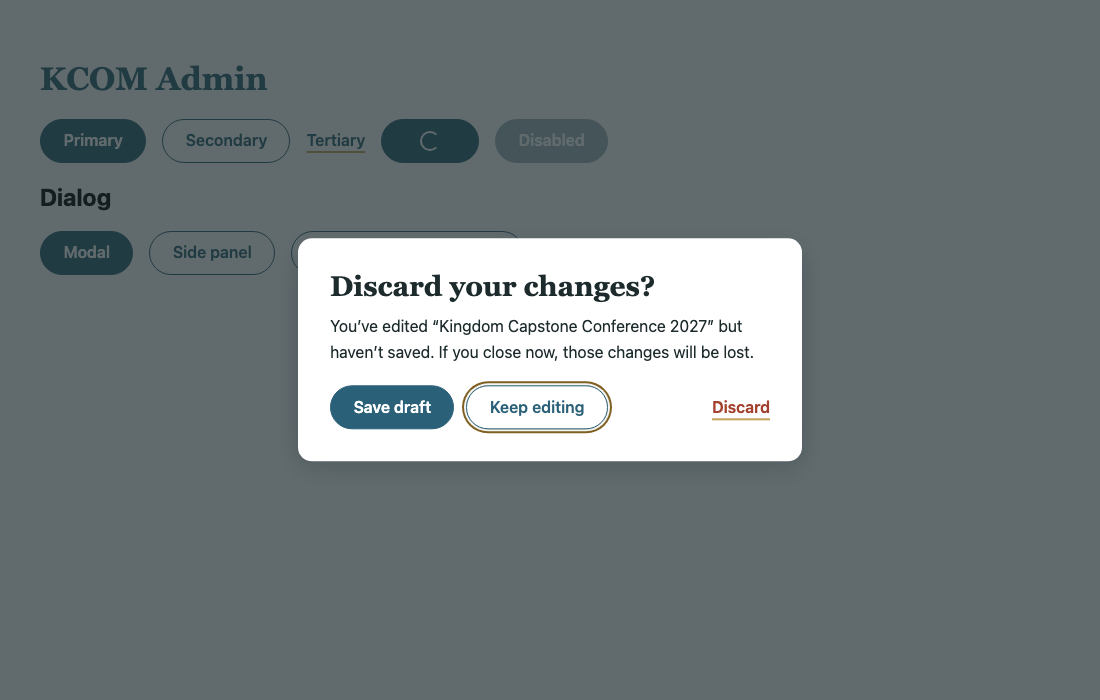 KCOM Admin
Primary Secondary Tertiary Disabled
Dialog
Modal Side panel
Discard your changes?
You’ve edited “Kingdom Capstone Conference 2027” but
haven’t saved. If you close now, those changes will be lost.
Save draft Keep editing Discard